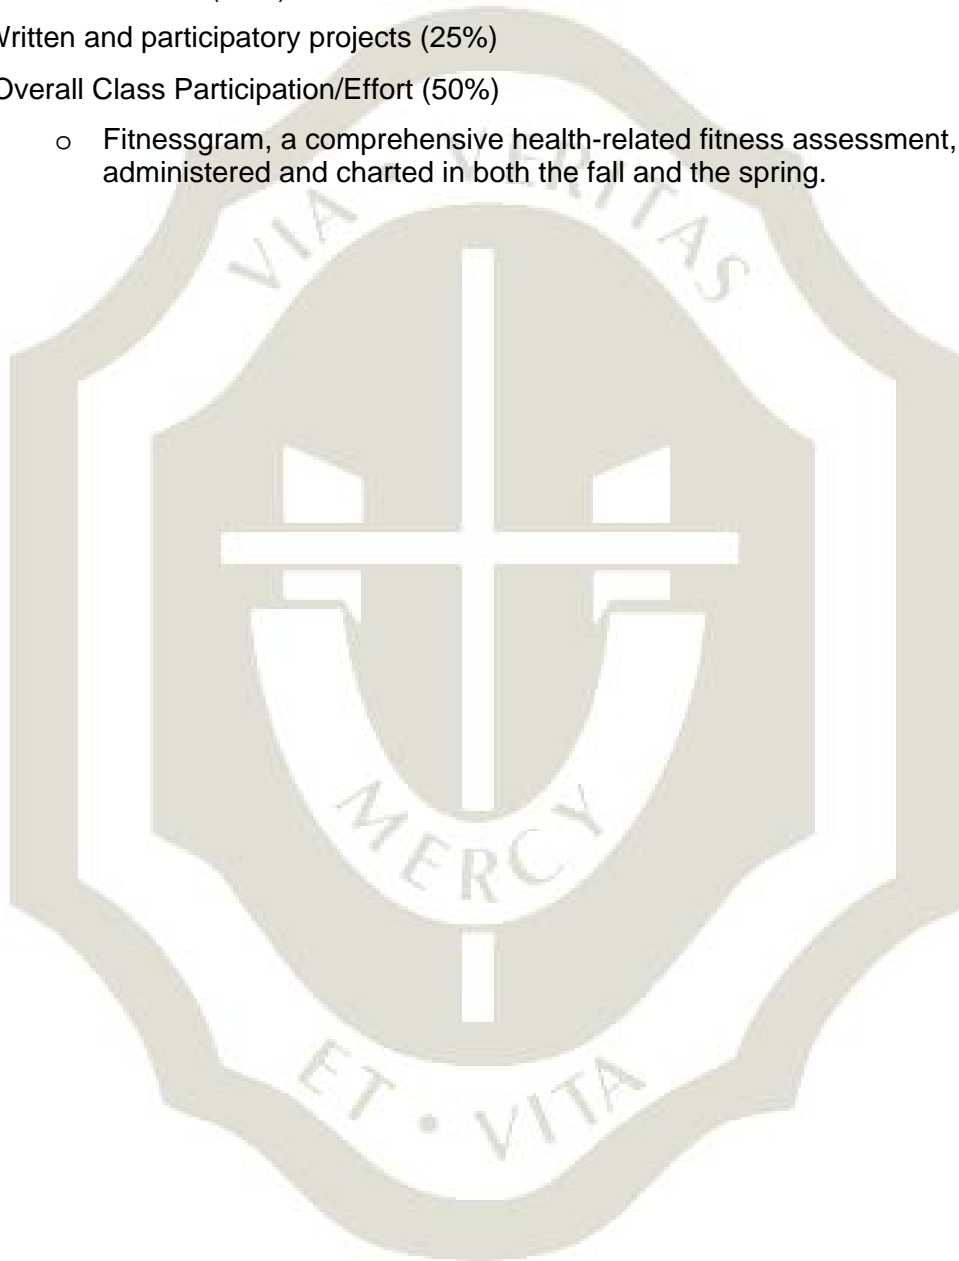 Written and participatory projects (25%)
Overall Class Participation/Effort (50%)
o Fitnessgram, a comprehensive health-related fitness assessment,
administered and charted in both the fall and the spring.
VIA • VERITAS
MERCY
ET • VITA